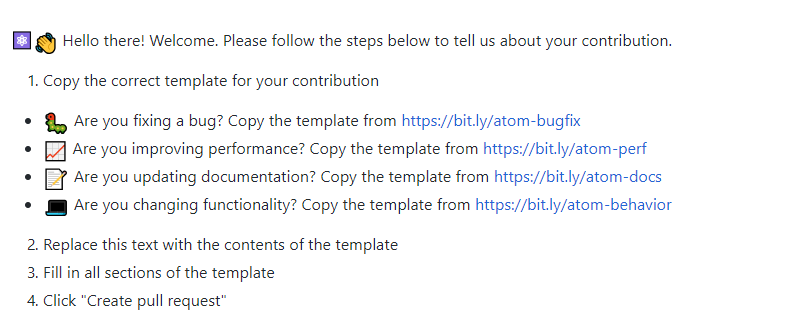 Hello there! Welcome. Please follow the steps below to tell us about your contribution.
1. Copy the correct template for your contribution
• Are you fixing a bug? Copy the template from https://bit.ly/atom-bugfix
• Are you improving performance? Copy the template from https://bit.ly/atom-perf
• Are you updating documentation? Copy the template from https://bit.ly/atom-docs
• Are you changing functionality? Copy the template from https://bit.ly/atom-behavior
2. Replace this text with the contents of the template
3. Fill in all sections of the template
4. Click "Create pull request"